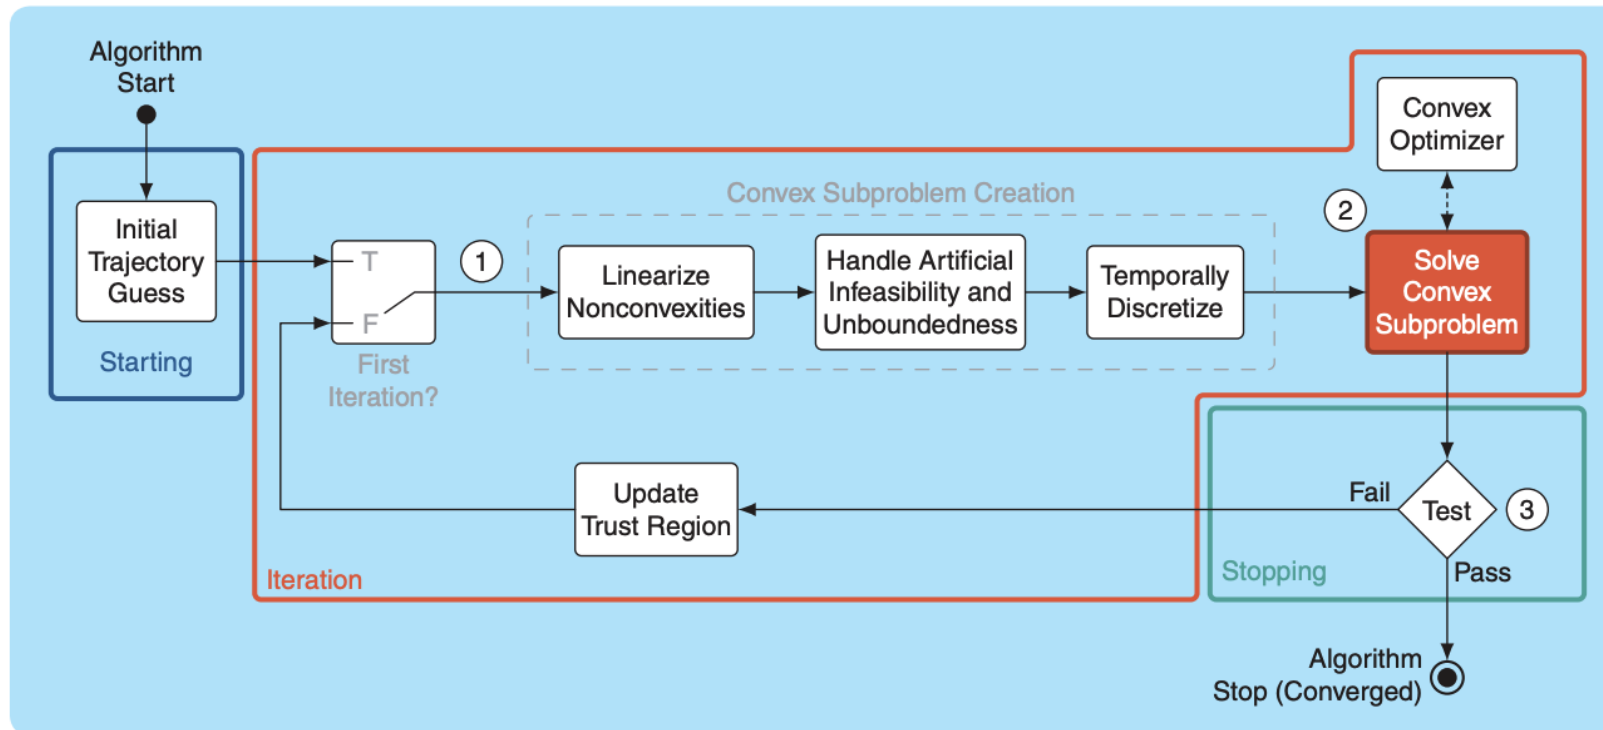 Algorithm
Start
Initial
Trajectory
Guess
Starting
T
F
First
Iteration?
1
Convex Subproblem Creation
Linearize
Nonconvexities
Handle Artificial
Infeasibility and
Unboundedness
Temporally
Discretize
2
Convex
Optimizer
Solve
Convex
Subproblem
Update
Trust Region
Iteration
Fail
Test
3
Pass
Stopping
Algorithm
Stop (Converged)